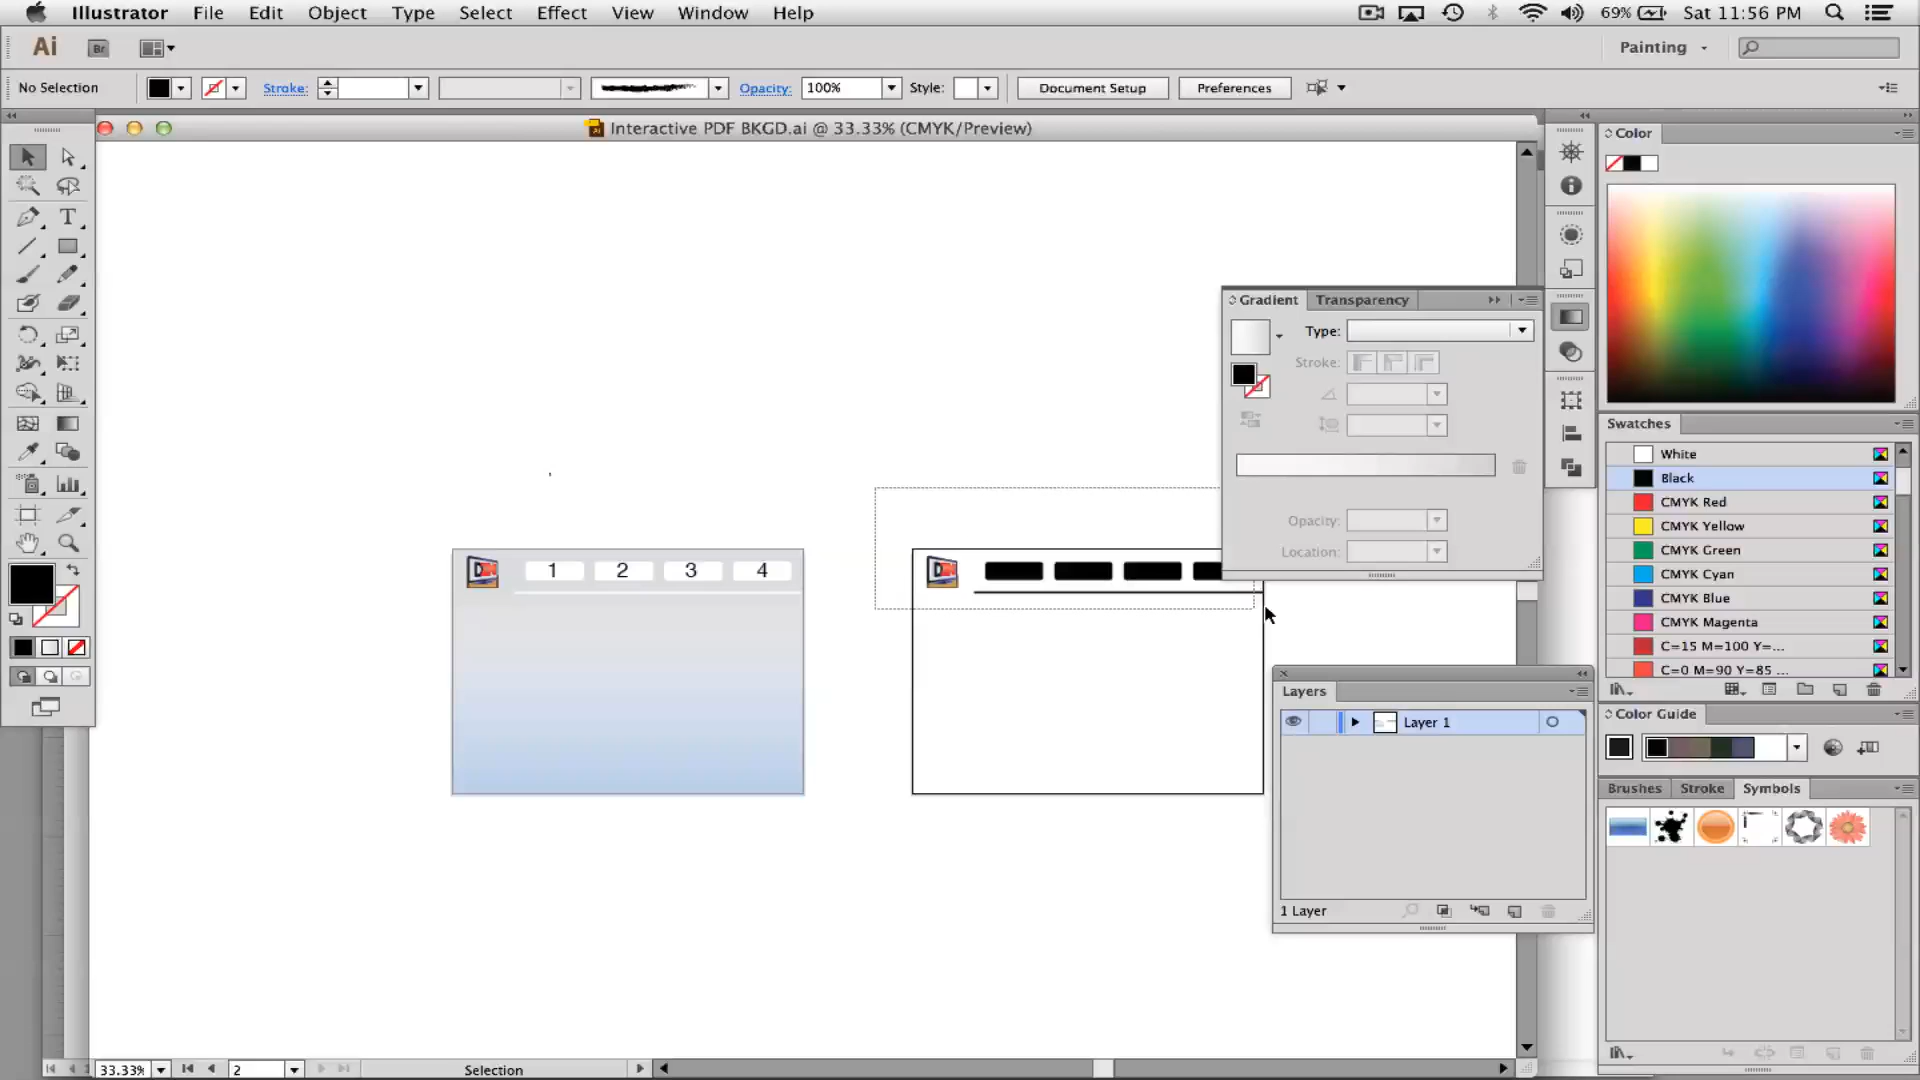 Illustrator File Edit Object Type Select Effect View Window Help 69% Sat 11:56 PM
Ai Br Painting
No Selection Stroke: Opacity: 100% Style: Document Setup Preferences
Interactive PDF BKGD.ai @ 33.33% (CMYK/Preview)
Color
Gradient Transparency
Type:
Stroke:
Opacity:
Location:
1 2 3 4
Swatches
White
Black
CMYK Red
CMYK Yellow
CMYK Green
CMYK Cyan
CMYK Blue
CMYK Magenta
C=15 M=100 Y=...
C=0 M=90 Y=85 ...
Layers
Layer 1
1 Layer
Color Guide
Brushes Stroke Symbols
33.33% 2 Selection